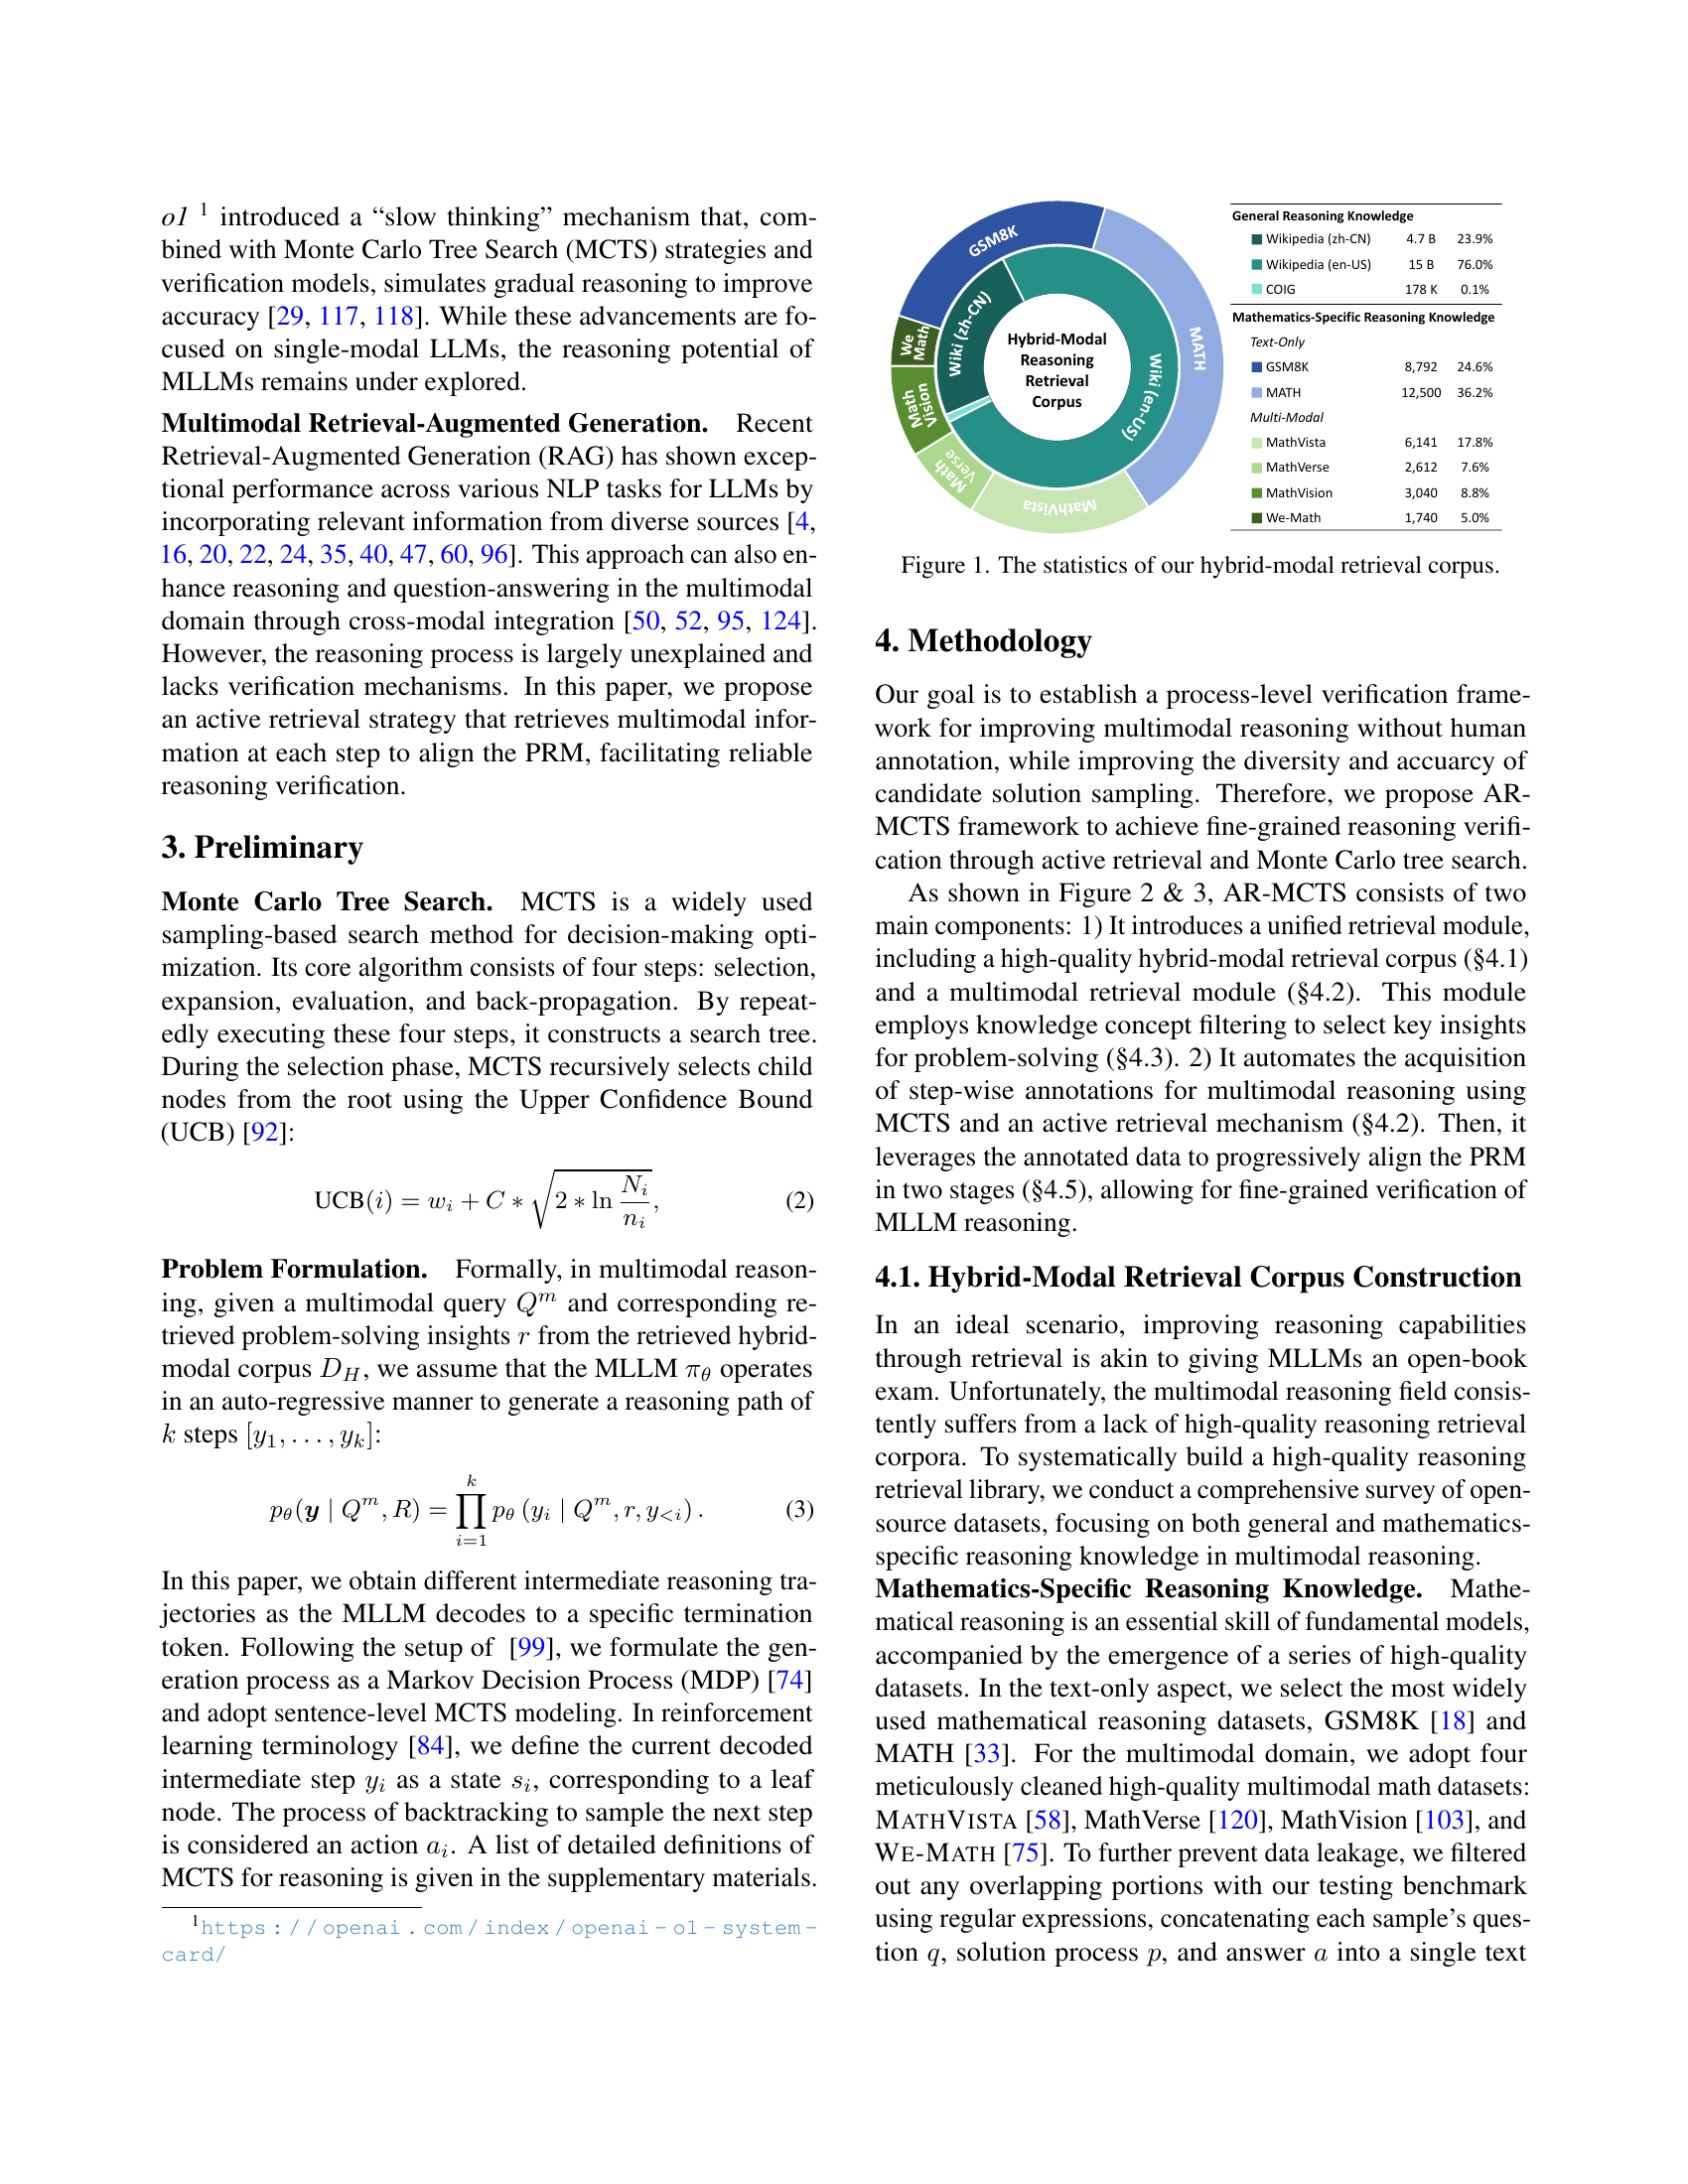 o1 1 introduced a “slow thinking” mechanism that, com-
bined with Monte Carlo Tree Search (MCTS) strategies and
verification models, simulates gradual reasoning to improve
accuracy [29, 117, 118]. While these advancements are fo-
cused on single-modal LLMs, the reasoning potential of
MLLMs remains under explored.
Multimodal Retrieval-Augmented Generation. Recent
Retrieval-Augmented Generation (RAG) has shown excep-
tional performance across various NLP tasks for LLMs by
incorporating relevant information from diverse sources [4,
16, 20, 22, 24, 35, 40, 47, 60, 96]. This approach can also en-
hance reasoning and question-answering in the multimodal
domain through cross-modal integration [50, 52, 95, 124].
However, the reasoning process is largely unexplained and
lacks verification mechanisms. In this paper, we propose
an active retrieval strategy that retrieves multimodal infor-
mation at each step to align the PRM, facilitating reliable
reasoning verification.
3. Preliminary
Monte Carlo Tree Search. MCTS is a widely used
sampling-based search method for decision-making opti-
mization. Its core algorithm consists of four steps: selection,
expansion, evaluation, and back-propagation. By repeat-
edly executing these four steps, it constructs a search tree.
During the selection phase, MCTS recursively selects child
nodes from the root using the Upper Confidence Bound
(UCB) [92]:
UCB(i) = w_i + C ∗ √(2 ∗ ln N_i / n_i), (2)
Problem Formulation. Formally, in multimodal reason-
ing, given a multimodal query Q^m and corresponding re-
trieved problem-solving insights r from the retrieved hybrid-
modal corpus D_H, we assume that the MLLM π_θ operates
in an auto-regressive manner to generate a reasoning path of
k steps [y_1, . . . , y_k]:
p_θ(y | Q^m, R) = ∏_{i=1}^{k} p_θ (y_i | Q^m, r, y_{<i}) . (3)
In this paper, we obtain different intermediate reasoning tra-
jectories as the MLLM decodes to a specific termination
token. Following the setup of [99], we formulate the gen-
eration process as a Markov Decision Process (MDP) [74]
and adopt sentence-level MCTS modeling. In reinforcement
learning terminology [84], we define the current decoded
intermediate step y_i as a state s_i, corresponding to a leaf
node. The process of backtracking to sample the next step
is considered an action a_i. A list of detailed definitions of
MCTS for reasoning is given in the supplementary materials.
1https://openai.com/index/openai-o1-system-
card/
GSM8K
MATH
We
Math
Math
Vision
Math
Verse
MathVista
Wiki (zh-CN)
Wiki (en-US)
Hybrid-Modal
Reasoning
Retrieval
Corpus
General Reasoning Knowledge
Wikipedia (zh-CN) 4.7 B 23.9%
Wikipedia (en-US) 15 B 76.0%
COIG 178 K 0.1%
Mathematics-Specific Reasoning Knowledge
Text-Only
GSM8K 8,792 24.6%
MATH 12,500 36.2%
Multi-Modal
MathVista 6,141 17.8%
MathVerse 2,612 7.6%
MathVision 3,040 8.8%
We-Math 1,740 5.0%
Figure 1. The statistics of our hybrid-modal retrieval corpus.
4. Methodology
Our goal is to establish a process-level verification frame-
work for improving multimodal reasoning without human
annotation, while improving the diversity and accuarcy of
candidate solution sampling. Therefore, we propose AR-
MCTS framework to achieve fine-grained reasoning verifi-
cation through active retrieval and Monte Carlo tree search.
As shown in Figure 2 & 3, AR-MCTS consists of two
main components: 1) It introduces a unified retrieval module,
including a high-quality hybrid-modal retrieval corpus (§4.1)
and a multimodal retrieval module (§4.2). This module
employs knowledge concept filtering to select key insights
for problem-solving (§4.3). 2) It automates the acquisition
of step-wise annotations for multimodal reasoning using
MCTS and an active retrieval mechanism (§4.2). Then, it
leverages the annotated data to progressively align the PRM
in two stages (§4.5), allowing for fine-grained verification of
MLLM reasoning.
4.1. Hybrid-Modal Retrieval Corpus Construction
In an ideal scenario, improving reasoning capabilities
through retrieval is akin to giving MLLMs an open-book
exam. Unfortunately, the multimodal reasoning field consis-
tently suffers from a lack of high-quality reasoning retrieval
corpora. To systematically build a high-quality reasoning
retrieval library, we conduct a comprehensive survey of open-
source datasets, focusing on both general and mathematics-
specific reasoning knowledge in multimodal reasoning.
Mathematics-Specific Reasoning Knowledge. Mathe-
matical reasoning is an essential skill of fundamental models,
accompanied by the emergence of a series of high-quality
datasets. In the text-only aspect, we select the most widely
used mathematical reasoning datasets, GSM8K [18] and
MATH [33]. For the multimodal domain, we adopt four
meticulously cleaned high-quality multimodal math datasets:
MATHVISTA [58], MathVerse [120], MathVision [103], and
WE-MATH [75]. To further prevent data leakage, we filtered
out any overlapping portions with our testing benchmark
using regular expressions, concatenating each sample’s ques-
tion q, solution process p, and answer a into a single text